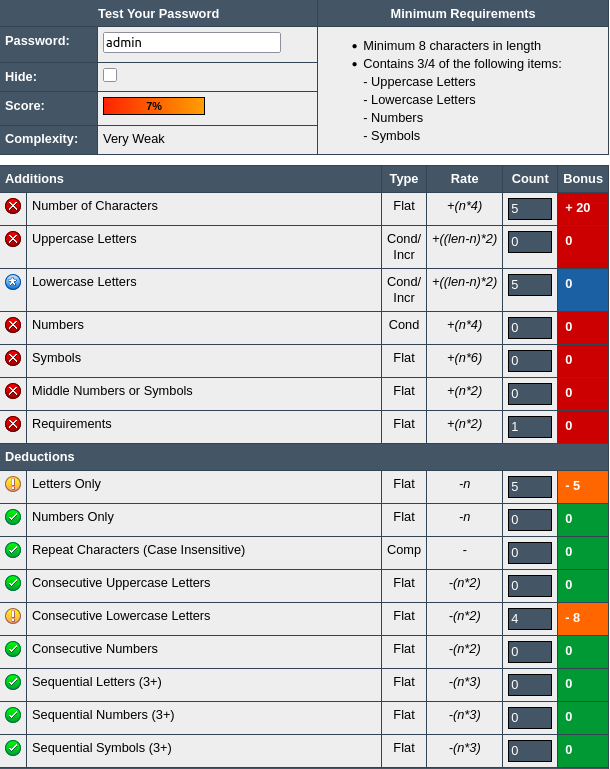 Test Your Password Minimum Requirements
Password: admin
Hide:
Score: 7%
Complexity: Very Weak
• Minimum 8 characters in length
• Contains 3/4 of the following items:
- Uppercase Letters
- Lowercase Letters
- Numbers
- Symbols
Additions Type Rate Count Bonus
Number of Characters Flat +(n*4) 5 + 20
Uppercase Letters Cond/Incr +((len-n)*2) 0 0
Lowercase Letters Cond/Incr +((len-n)*2) 5 0
Numbers Cond +(n*4) 0 0
Symbols Flat +(n*6) 0 0
Middle Numbers or Symbols Flat +(n*2) 0 0
Requirements Flat +(n*2) 1 0
Deductions
Letters Only Flat -n 5 - 5
Numbers Only Flat -n 0 0
Repeat Characters (Case Insensitive) Comp - 0 0
Consecutive Uppercase Letters Flat -(n*2) 0 0
Consecutive Lowercase Letters Flat -(n*2) 4 - 8
Consecutive Numbers Flat -(n*2) 0 0
Sequential Letters (3+) Flat -(n*3) 0 0
Sequential Numbers (3+) Flat -(n*3) 0 0
Sequential Symbols (3+) Flat -(n*3) 0 0